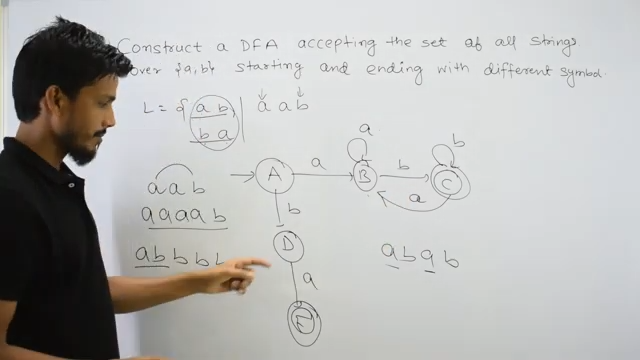 Construct a DFA accepting the set of all strings
over {a,b} starting and ending with different symbol.
L = { ab, | a a b
ba
a
b
a a b
A
a
B
b
C
a
a a a a b
b
D
a b b b b
a b a b
a
E